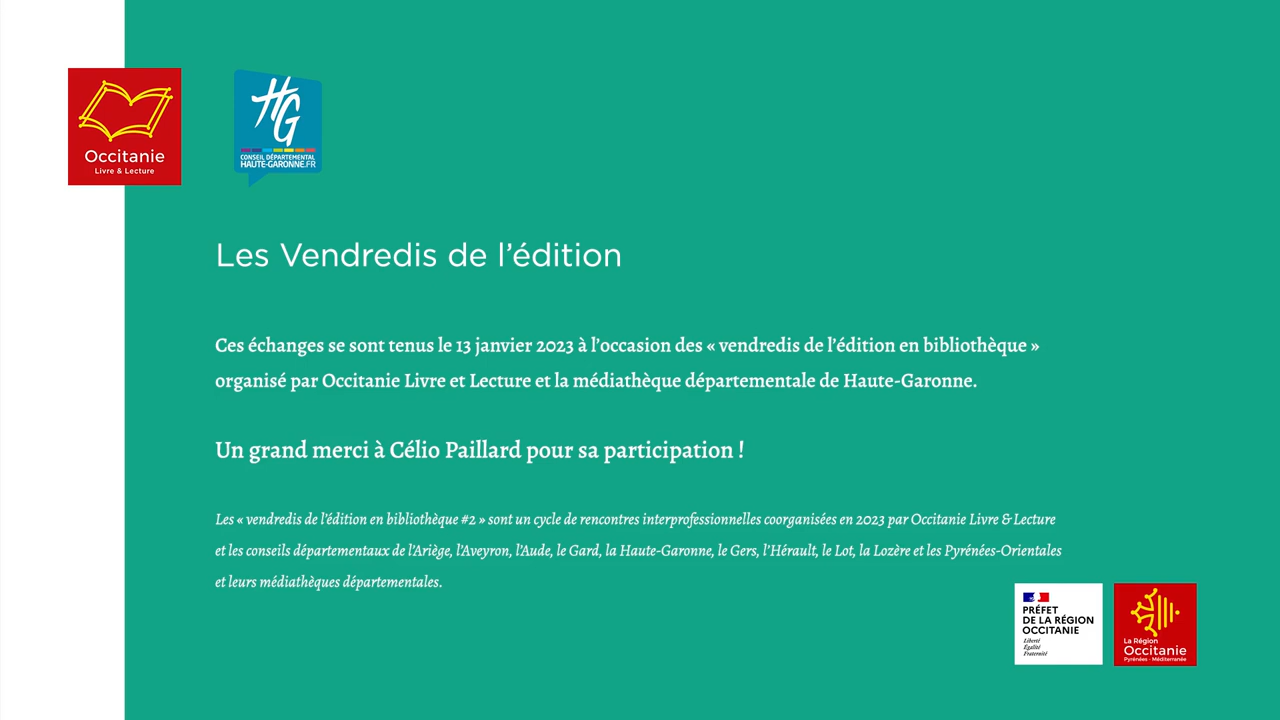 Occitanie
Livre & Lecture
HG
CONSEIL DÉPARTEMENTAL
HAUTE-GARONNE.FR
Les Vendredis de l’édition
Ces échanges se sont tenus le 13 janvier 2023 à l’occasion des « vendredis de l’édition en bibliothèque »
organisé par Occitanie Livre et Lecture et la médiathèque départementale de Haute-Garonne.
Un grand merci à Célio Paillard pour sa participation !
Les « vendredis de l’édition en bibliothèque #2 » sont un cycle de rencontres interprofessionnelles coorganisées en 2023 par Occitanie Livre & Lecture
et les conseils départementaux de l’Ariège, l’Aveyron, l’Aude, le Gard, la Haute-Garonne, le Gers, l’Hérault, le Lot, la Lozère et les Pyrénées-Orientales
et leurs médiathèques départementales.
PRÉFET
DE LA RÉGION
OCCITANIE
Liberté
Égalité
Fraternité
La Région
Occitanie
Pyrénées - Méditerranée